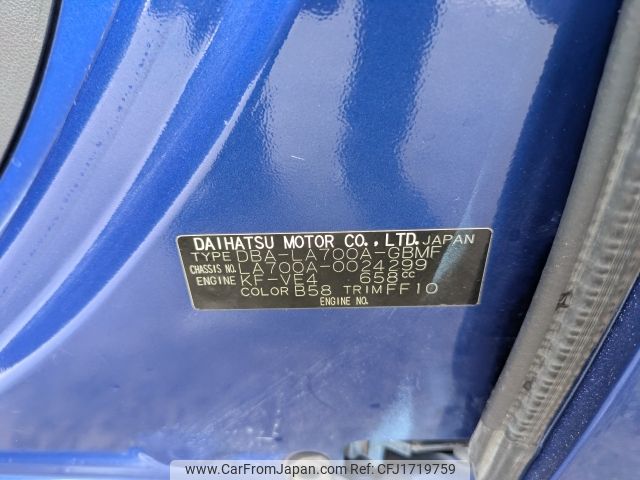 DAIHATSU MOTOR CO.,LTD. JAPAN
TYPE DBA-LA700A-GBMF
CHASSIS NO. LA700A-0024299
ENGINE KF-VE4 658cc
COLOR B58 TRIM FF10
ENGINE NO.
www.CarFromJapan.com Ref: CFJ1719759